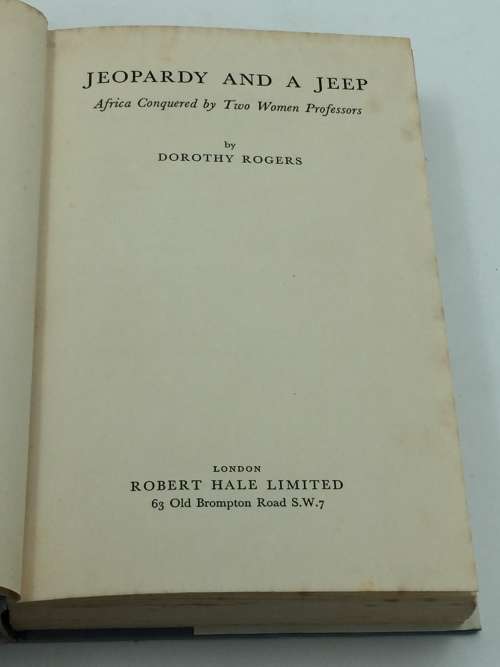 JEOPARDY AND A JEEP
Africa Conquered by Two Women Professors
by
DOROTHY ROGERS
LONDON
ROBERT HALE LIMITED
63 Old Brompton Road S.W.7